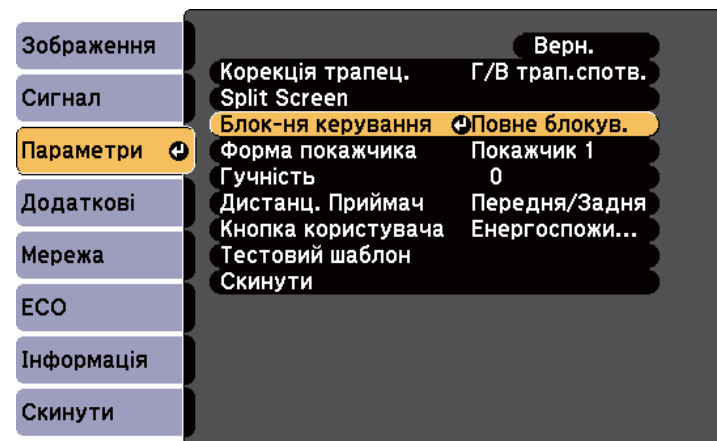 Зображення
Сигнал
Параметри
Додаткові
Мережа
ECO
Інформація
Скинути
Верн.
Корекція трапец. Г/В трап.спотв.
Split Screen
Блок-ня керування Повне блокув.
Форма покажчика Покажчик 1
Гучність 0
Дистанц. Приймач Передня/Задня
Кнопка користувача Енергоспожи...
Тестовий шаблон
Скинути